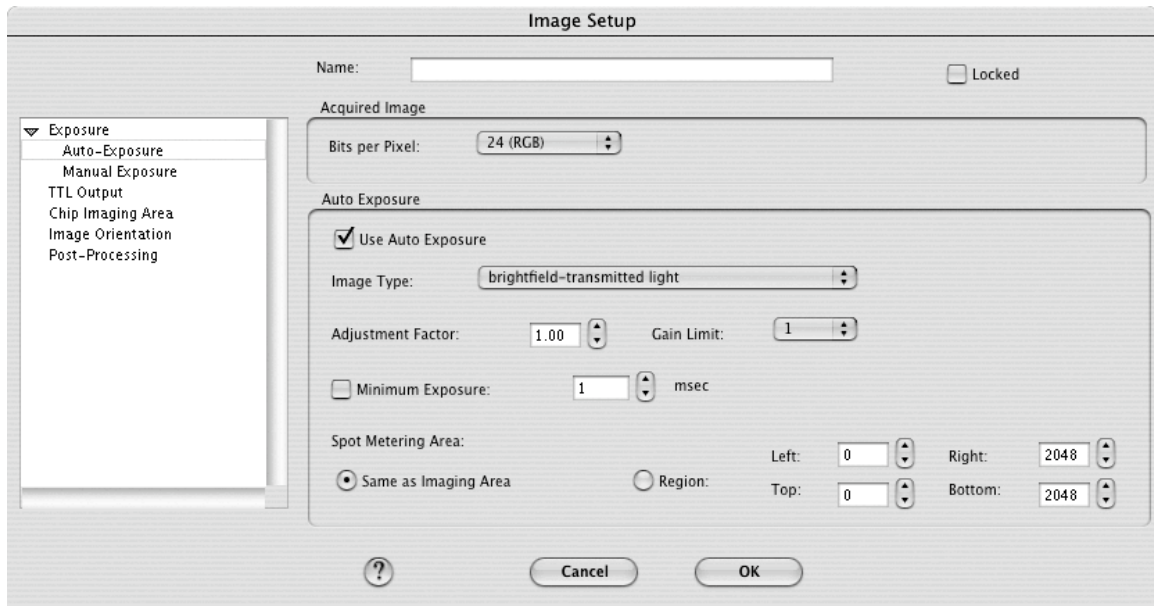 Image Setup
Name:
Locked
Exposure
Auto-Exposure
Manual Exposure
TTL Output
Chip Imaging Area
Image Orientation
Post-Processing
Acquired Image
Bits per Pixel: 24 (RGB)
Auto Exposure
Use Auto Exposure
Image Type: brightfield-transmitted light
Adjustment Factor: 1.00 Gain Limit: 1
Minimum Exposure: 1 msec
Spot Metering Area:
Same as Imaging Area Region:
Left: 0 Right: 2048
Top: 0 Bottom: 2048
? Cancel OK